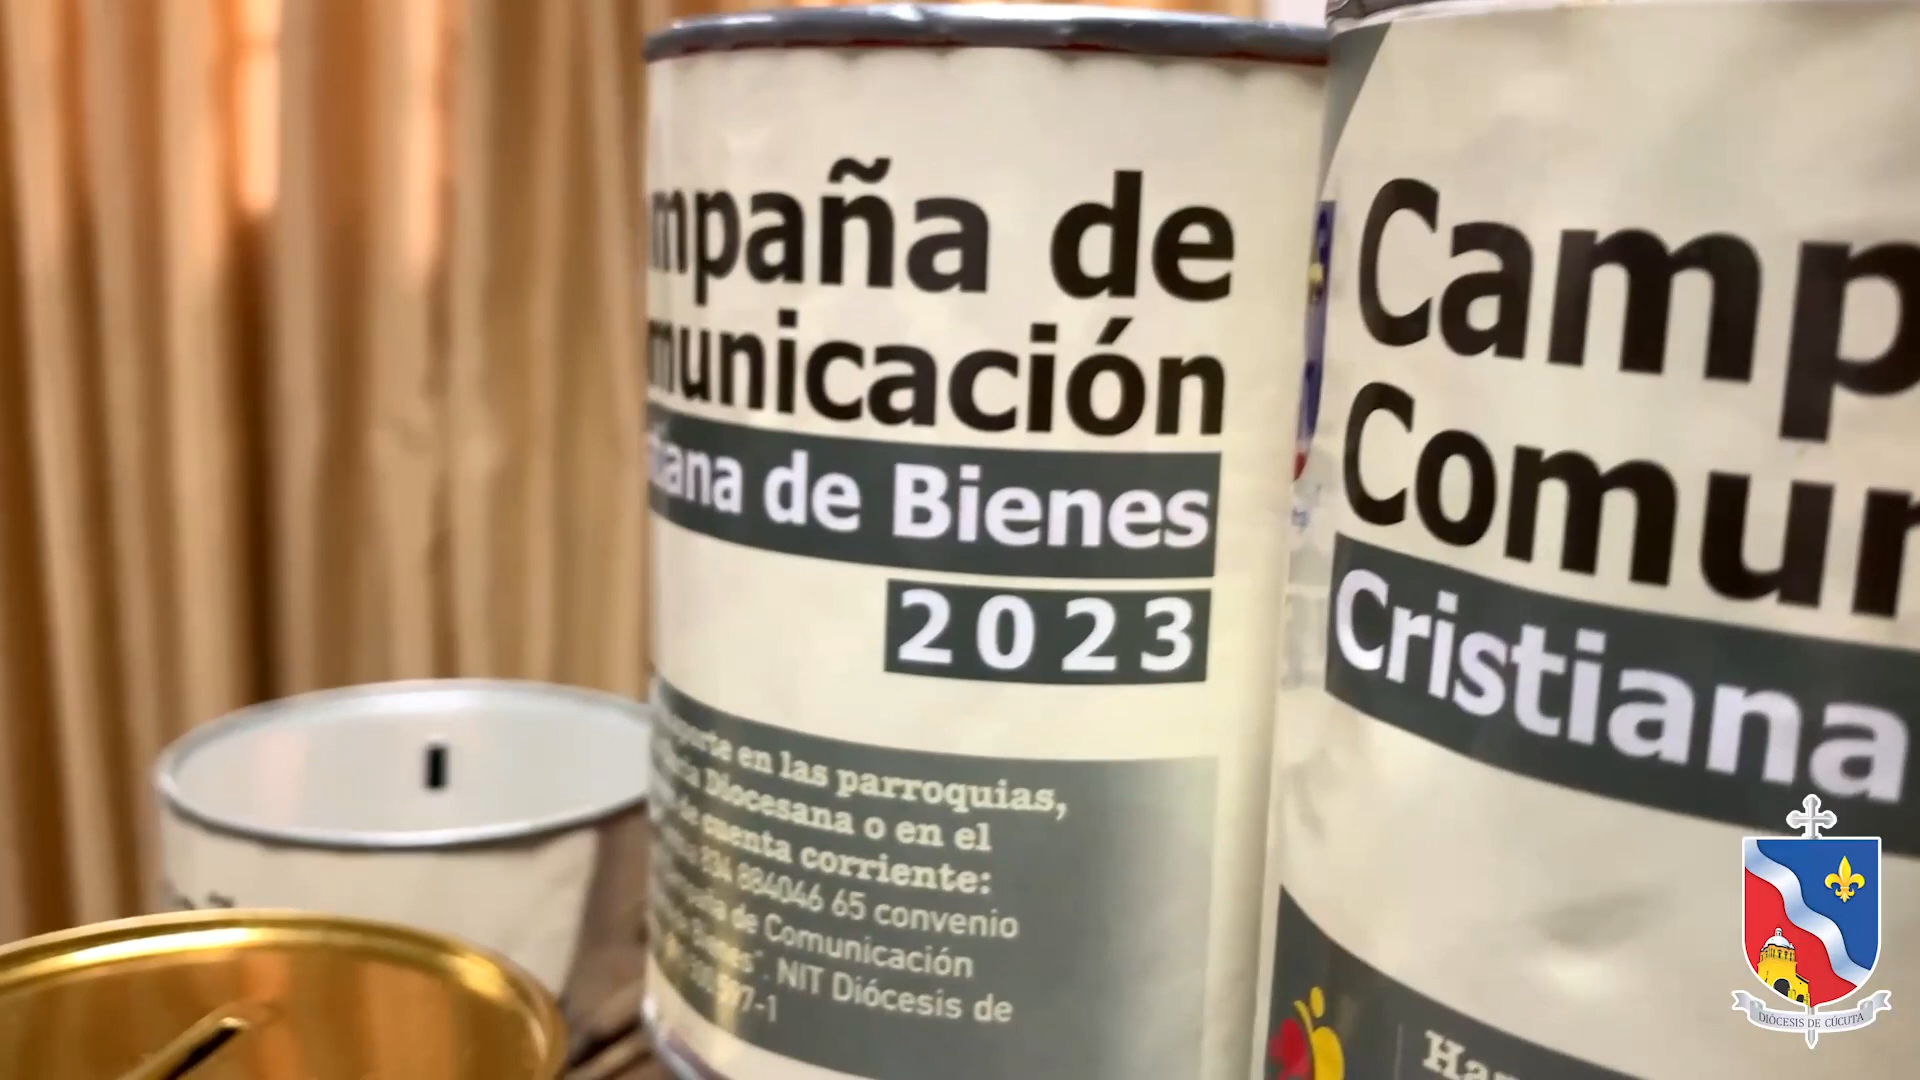 mpaña de
municación
de Bienes
2023
en las parroquias,
Diocesana o en el
cuenta corriente:
884046 65 convenio
de Comunicación
NIT Diócesis de
Camp
Comun
Cristiana
DIÓCESIS DE CÚCUTA